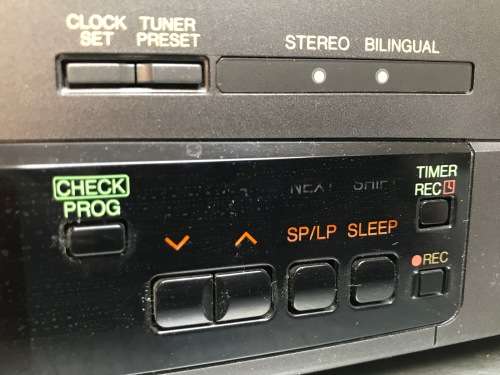 CLOCK SET
TUNER PRESET
STEREO BILINGUAL
CHECK
PROG
NEXT SHIFT
TIMER
REC
SP/LP SLEEP
REC